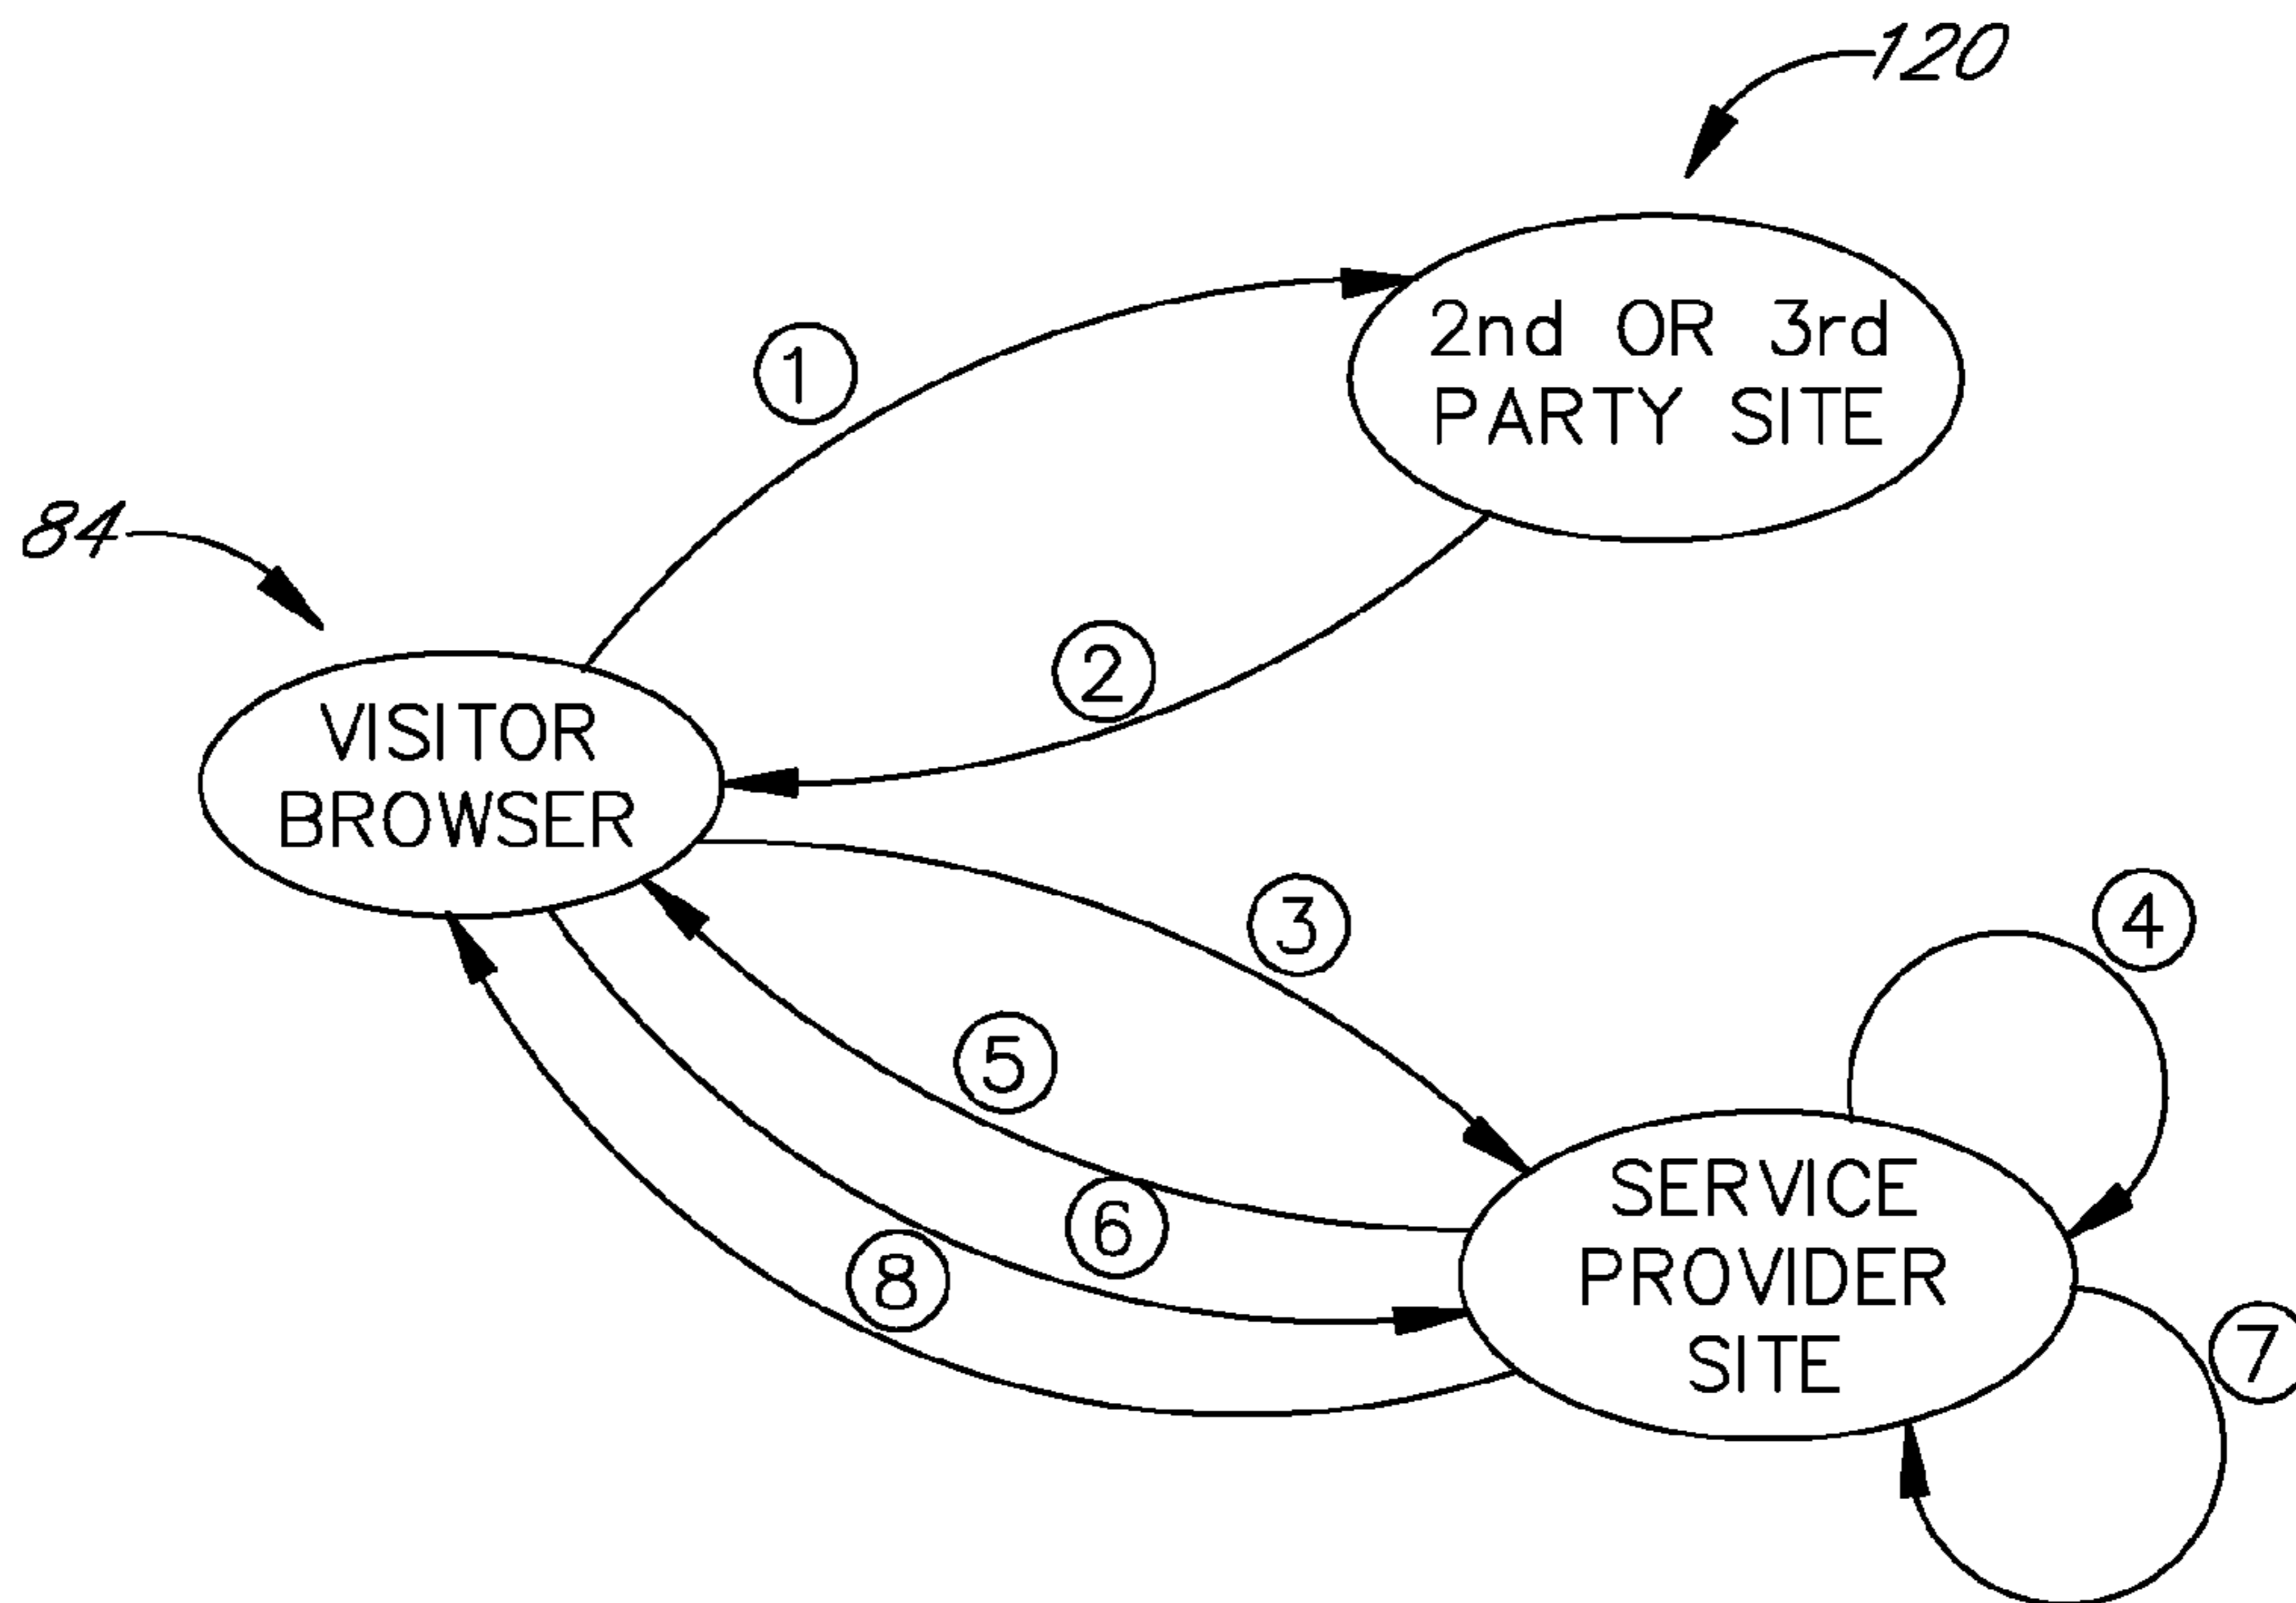 120
1
2nd OR 3rd
PARTY SITE
84
2
VISITOR
BROWSER
3
4
5
6
8
SERVICE
PROVIDER
SITE
7